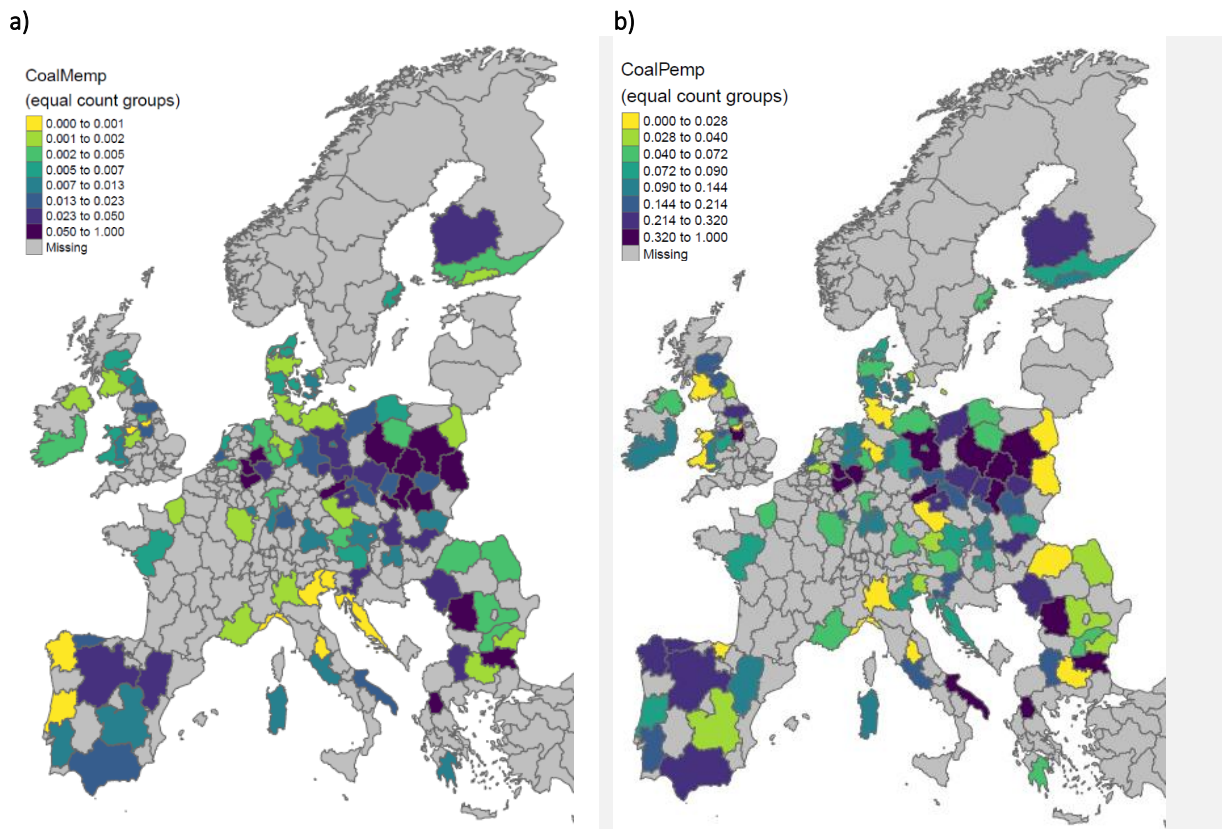 a)
CoalMemp
(equal count groups)
0.000 to 0.001
0.001 to 0.002
0.002 to 0.005
0.005 to 0.007
0.007 to 0.013
0.013 to 0.023
0.023 to 0.050
0.050 to 1.000
Missing
b)
CoalPemp
(equal count groups)
0.000 to 0.028
0.028 to 0.040
0.040 to 0.072
0.072 to 0.090
0.090 to 0.144
0.144 to 0.214
0.214 to 0.320
0.320 to 1.000
Missing